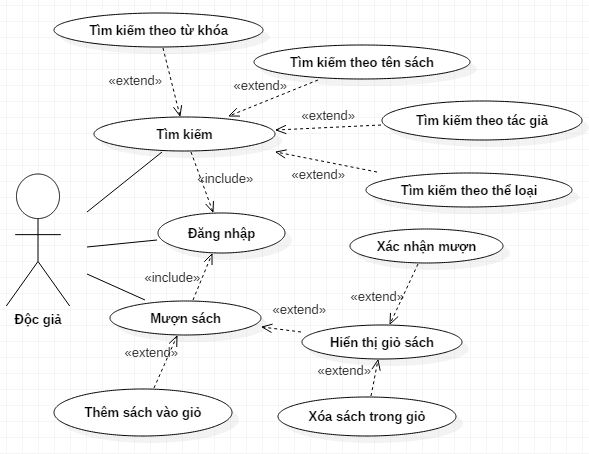 Tìm kiếm theo từ khóa
Tìm kiếm theo tên sách
«extend»
«extend»
«extend»
Tìm kiếm theo tác giả
Tìm kiếm
«include»
«extend»
Tìm kiếm theo thể loại
Đăng nhập
Xác nhận mượn
«include»
«extend»
«extend»
Độc giả
Mượn sách
Hiển thị giỏ sách
«extend»
«extend»
Thêm sách vào giỏ
Xóa sách trong giỏ